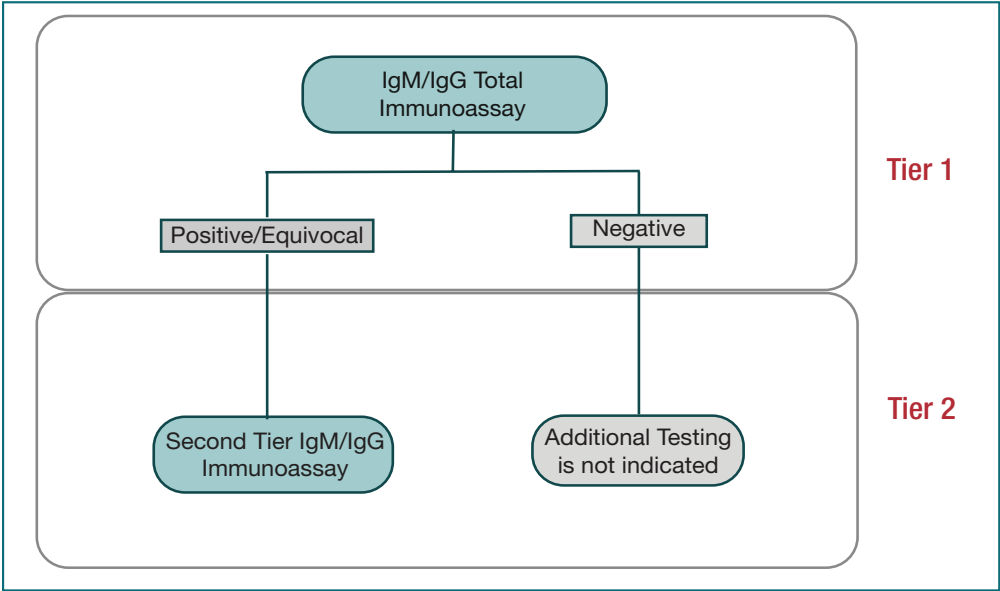 IgM/IgG Total
Immunoassay
Tier 1
Positive/Equivocal
Negative
Tier 2
Second Tier IgM/IgG
Immunoassay
Additional Testing
is not indicated